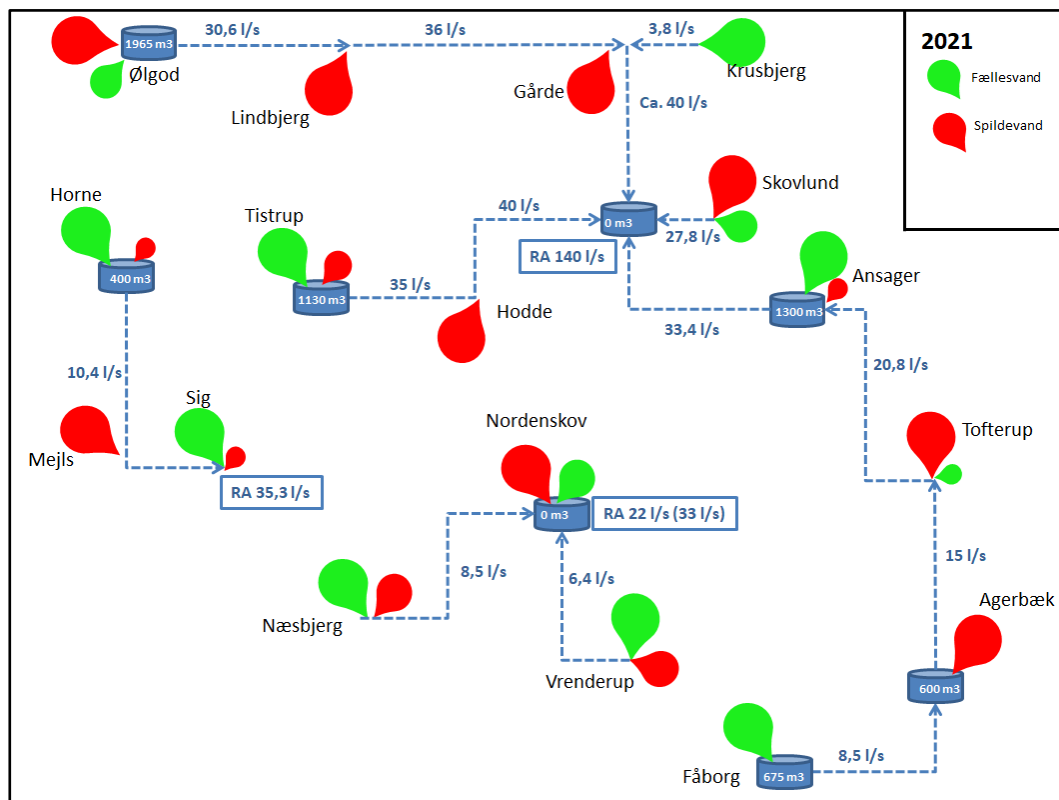 1965 m3
30,6 l/s
36 l/s
3,8 l/s
2021
Fællesvand
Spildevand
Ølgod
Lindbjerg
Gårde
Krusbjerg
Ca. 40 l/s
Horne
Tistrup
40 l/s
Skovlund
0 m3
27,8 l/s
RA 140 l/s
400 m3
1130 m3
35 l/s
Hodde
Ansager
1300 m3
33,4 l/s
10,4 l/s
20,8 l/s
Sig
Mejls
RA 35,3 l/s
Nordenskov
0 m3
RA 22 l/s (33 l/s)
Tofterup
8,5 l/s
6,4 l/s
15 l/s
Næsbjerg
Vrenderup
Agerbæk
600 m3
Fåborg
675 m3
8,5 l/s